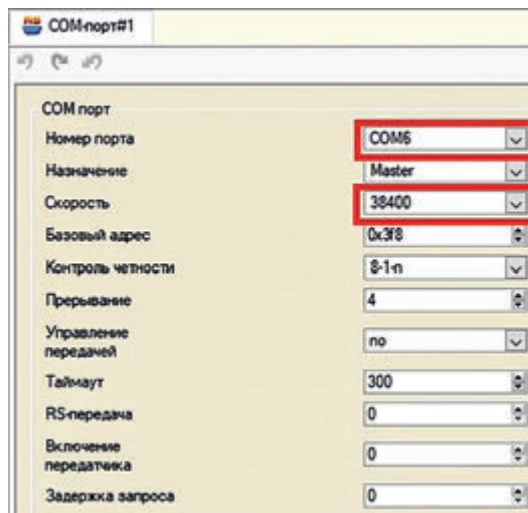 COM-порт#1
COM порт
Номер порта COM6
Назначение Master
Скорость 38400
Базовый адрес 0x3f8
Контроль четности 8-1-n
Прерывание 4
Управление
передачей no
Таймаут 300
RS-передача 0
Включение
передатчика 0
Задержка запроса 0